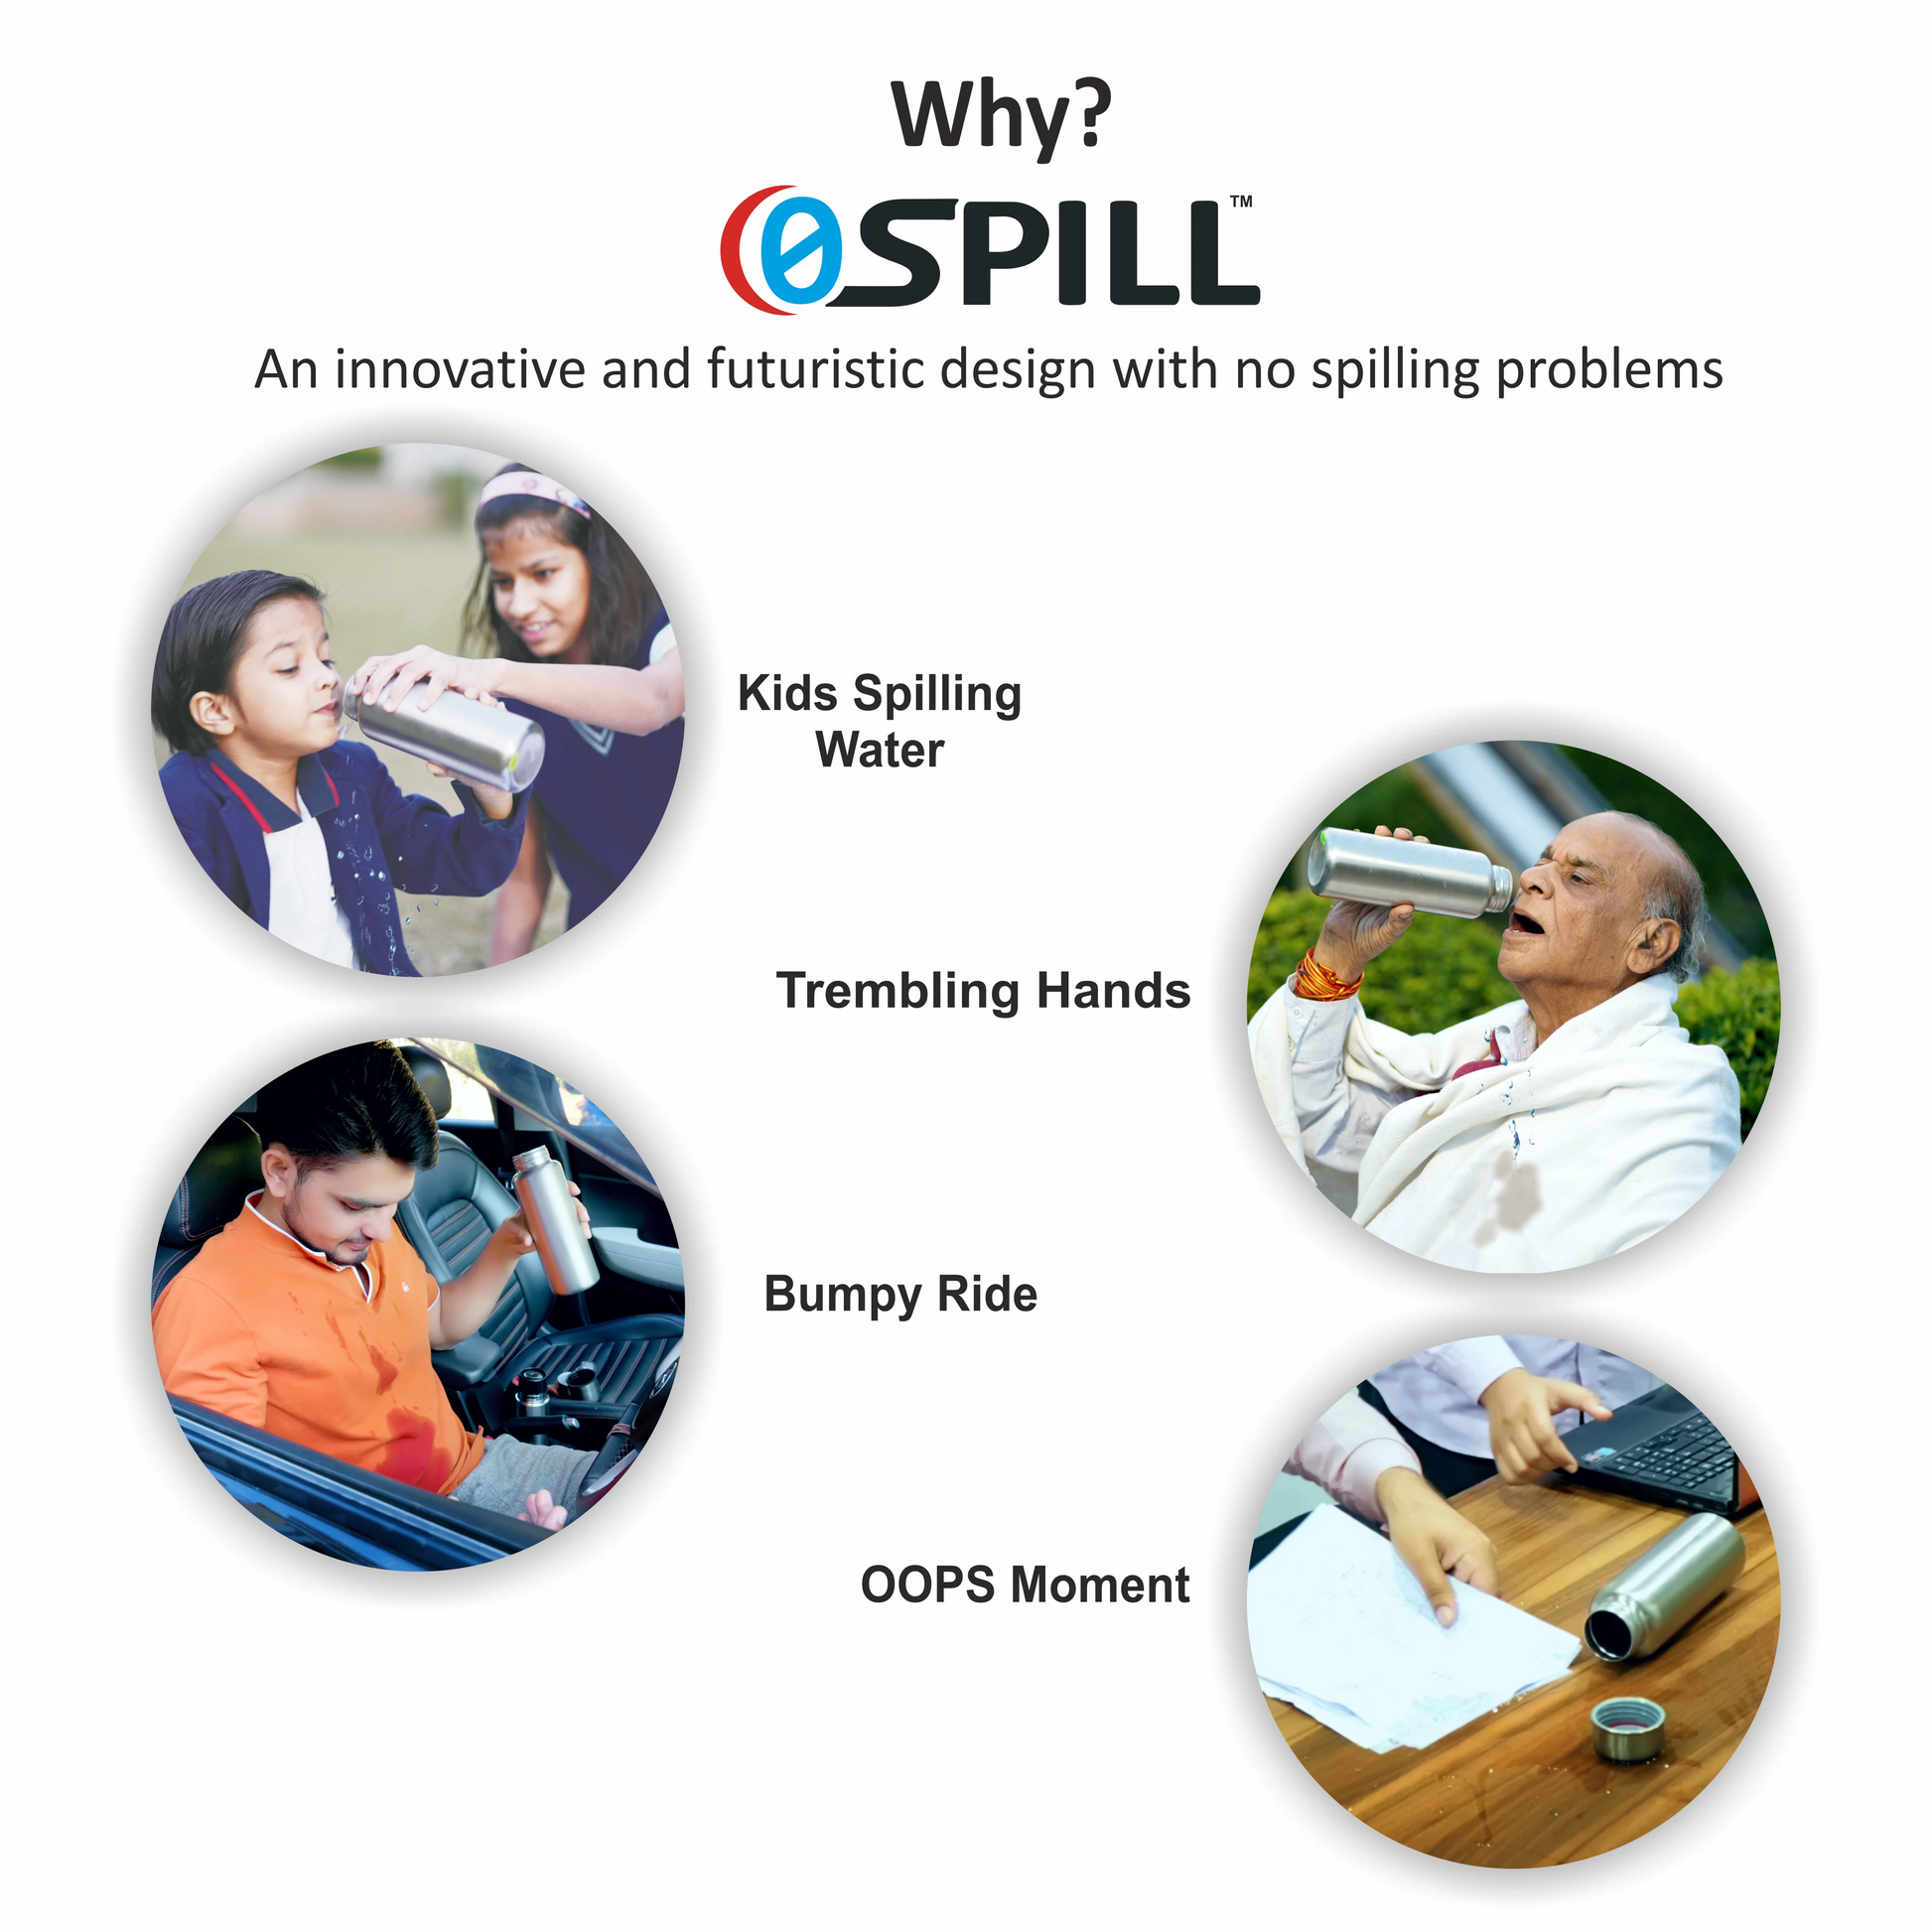 Why?
0SPILL™
An innovative and futuristic design with no spilling problems
Kids Spilling
Water
Trembling Hands
Bumpy Ride
OOPS Moment